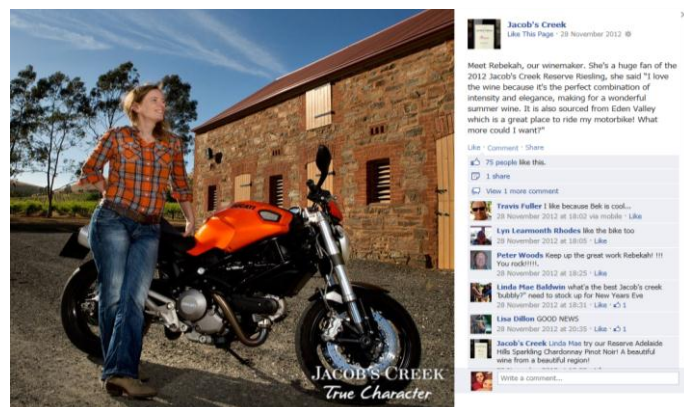 DUCATI
JACOB'S CREEK
True Character
Jacob's Creek
Like This Page · 28 November 2012
Meet Rebekah, our winemaker. She's a huge fan of the
2012 Jacob's Creek Reserve Riesling, she said "I love
the wine because it's the perfect combination of
intensity and elegance, making for a wonderful
summer wine. It is also sourced from Eden Valley
which is a great place to ride my motorbike! What
more could I want?"
Like · Comment · Share
75 people like this.
1 share
View 1 more comment
Travis Fuller I like because Bek is cool...
28 November 2012 at 18:02 via mobile · Like
Lyn Learmonth Rhodes like the bike too
28 November 2012 at 18:05 · Like
Peter Woods Keep up the great work Rebekah! !!!
You rock!!!!!.
28 November 2012 at 18:25 · Like
Linda Mae Baldwin what'a the best Jacob's creek
'bubbly?" need to stock up for New Years Eve
28 November 2012 at 18:31 · Like · 1
Lisa Dillon GOOD NEWS
28 November 2012 at 20:35 · Like · 1
Jacob's Creek Linda Mae try our Reserve Adelaide
Hills Sparkling Chardonnay Pinot Noir! A beautiful
wine from a beautiful region!
Write a comment...